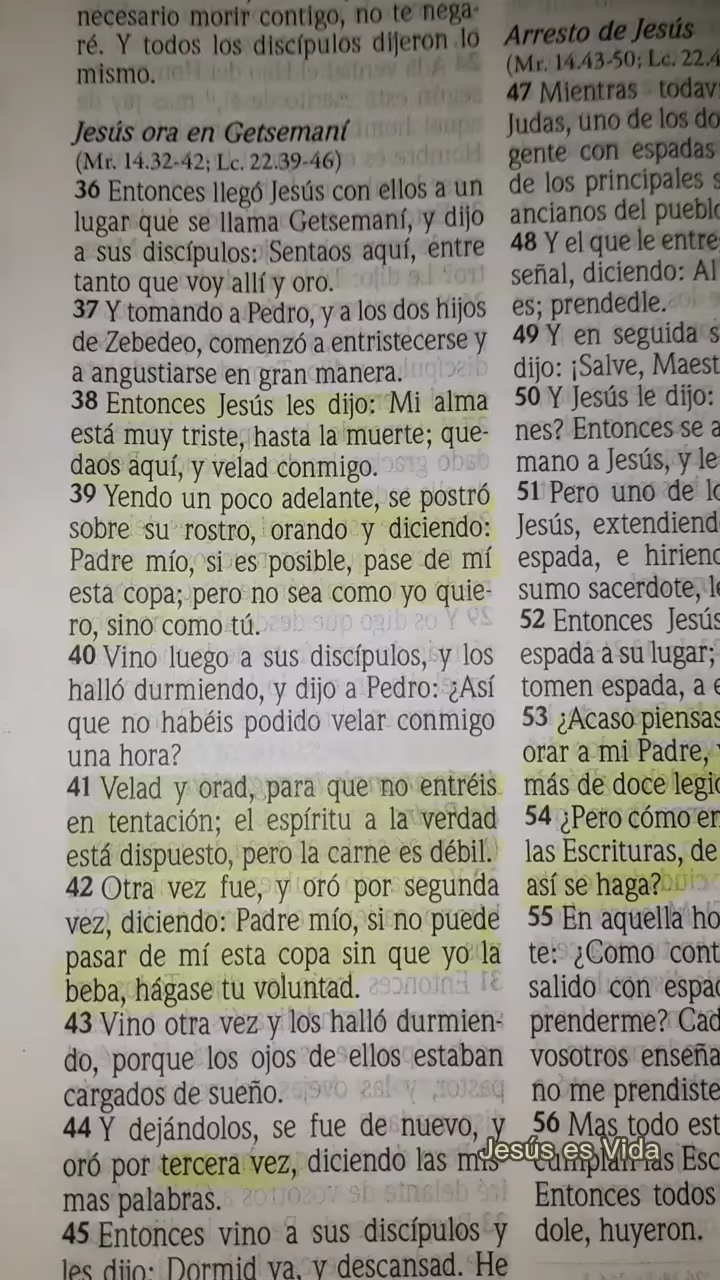 necesario morir contigo, no te nega-
ré. Y todos los discípulos dijeron lo
mismo.
Jesús ora en Getsemaní
(Mr. 14.32-42; Lc. 22.39-46)
36 Entonces llegó Jesús con ellos a un
lugar que se llama Getsemaní, y dijo
a sus discípulos: Sentaos aquí, entre
tanto que voy allí y oro.
37 Y tomando a Pedro, y a los dos hijos
de Zebedeo, comenzó a entristecerse y
a angustiarse en gran manera.
38 Entonces Jesús les dijo: Mi alma
está muy triste, hasta la muerte; que-
daos aquí, y velad conmigo.
39 Yendo un poco adelante, se postró
sobre su rostro, orando y diciendo:
Padre mío, si es posible, pase de mí
esta copa; pero no sea como yo quie-
ro, sino como tú.
40 Vino luego a sus discípulos, y los
halló durmiendo, y dijo a Pedro: ¿Así
que no habéis podido velar conmigo
una hora?
41 Velad y orad, para que no entréis
en tentación; el espíritu a la verdad
está dispuesto, pero la carne es débil.
42 Otra vez fue, y oró por segunda
vez, diciendo: Padre mío, si no puede
pasar de mí esta copa sin que yo la
beba, hágase tu voluntad.
43 Vino otra vez y los halló durmien-
do, porque los ojos de ellos estaban
cargados de sueño.
44 Y dejándolos, se fue de nuevo, y
oró por tercera vez, diciendo las mis-
mas palabras.
45 Entonces vino a sus discípulos y
les dijo: Dormid ya, y descansad. He
Arresto de Jesús
(Mr. 14.43-50; Lc. 22.4
47 Mientras todav
Judas, uno de los do
gente con espadas
de los principales s
ancianos del pueblo
48 Y el que le entre
señal, diciendo: Al
es; prendedle.
49 Y en seguida s
dijo: ¡Salve, Maest
50 Y Jesús le dijo:
nes? Entonces se a
mano a Jesús, y le
51 Pero uno de lo
Jesús, extendiend
espada, e hirienc
sumo sacerdote, le
52 Entonces Jesús
espada a su lugar;
tomen espada, a e
53 ¿Acaso piensas
orar a mi Padre, y
más de doce legio
54 ¿Pero cómo en
las Escrituras, de
así se haga?
55 En aquella ho
te: ¿Como cont
salido con espac
prenderme? Cad
vosotros enseña
no me prendiste
56 Mas todo est
cumplan las Esc
Entonces todos
dole, huyeron.
Jesús es Vida